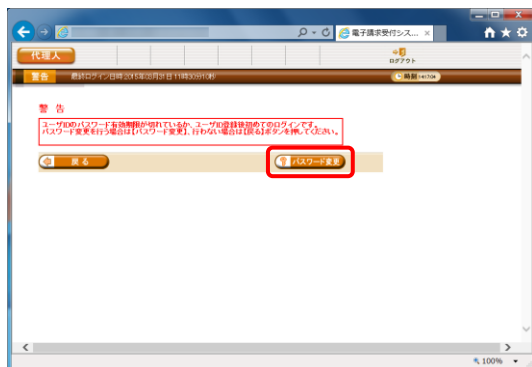 電子請求受付シス...
代理人
ログアウト
警告 最終ログイン日時:2015年03月31日 11時30分10秒
警 告
ユーザIDのパスワード有効期限が切れているか、ユーザID登録後初めてのログインです。
パスワード変更を行う場合は【パスワード変更】、行わない場合は【戻る】ボタンを押してください。
戻 る
パスワード変更
100%